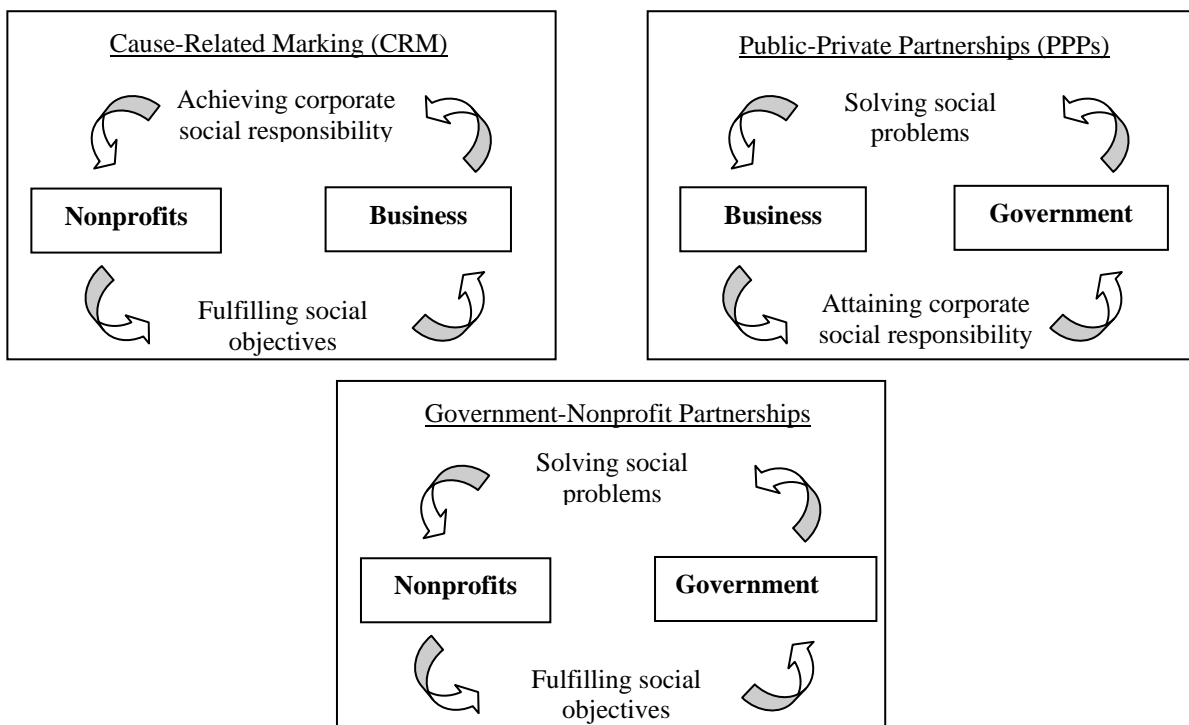 Cause-Related Marking (CRM)
Achieving corporate
social responsibility
Nonprofits
Business
Fulfilling social
objectives
Public-Private Partnerships (PPPs)
Solving social
problems
Business
Government
Attaining corporate
social responsibility
Government-Nonprofit Partnerships
Solving social
problems
Nonprofits
Government
Fulfilling social
objectives